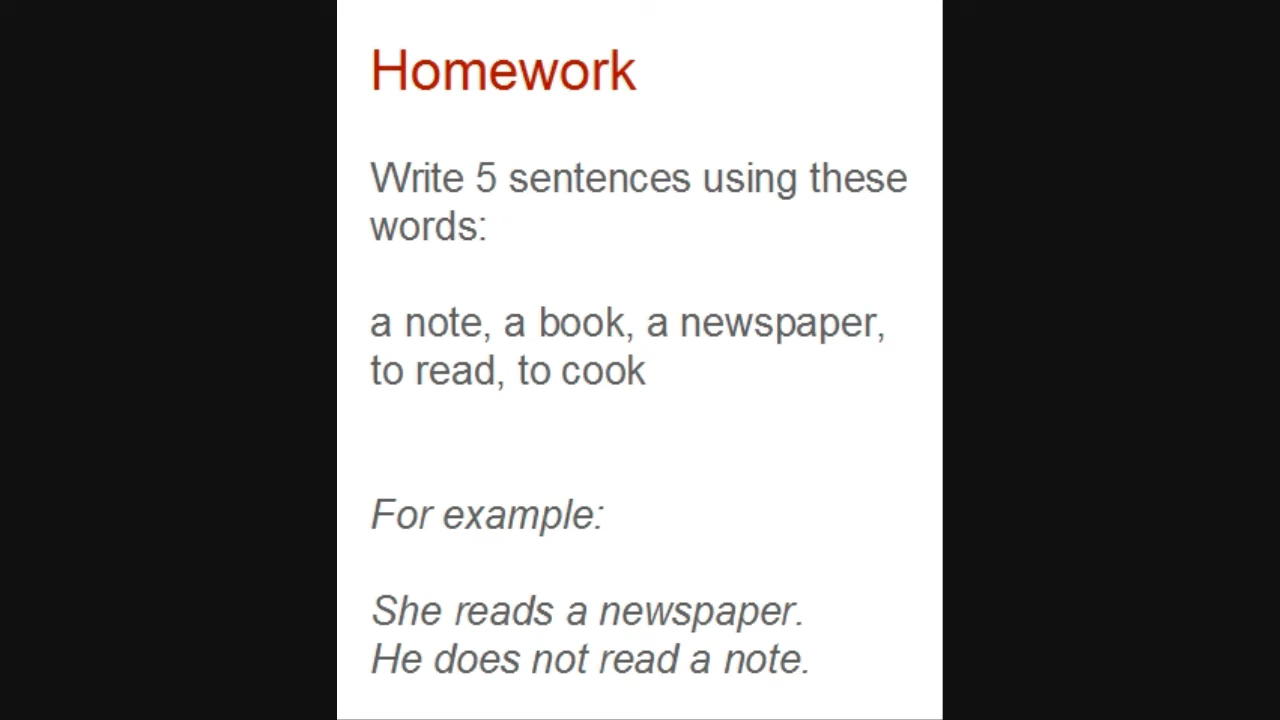 Homework
Write 5 sentences using these
words:
a note, a book, a newspaper,
to read, to cook
For example:
She reads a newspaper.
He does not read a note.